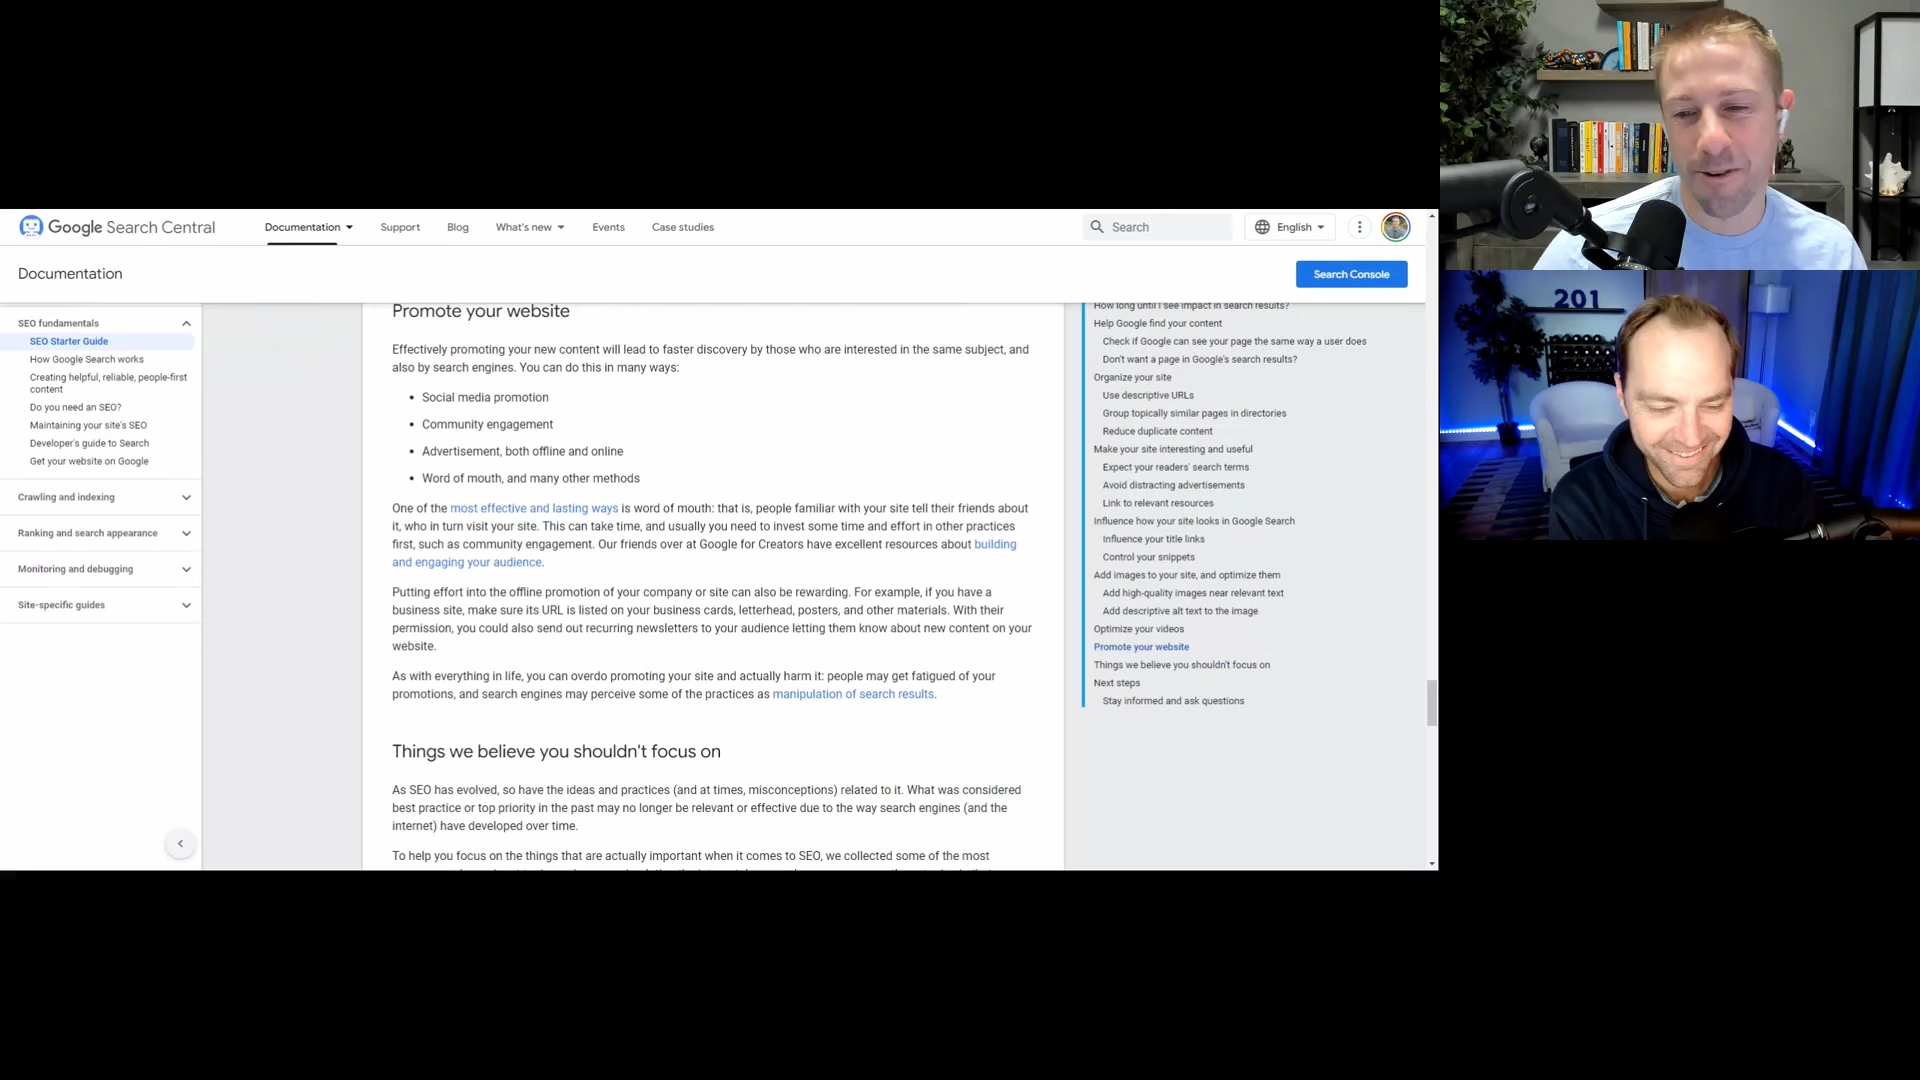 Google Search Central
Documentation
Support
Blog
What's new
Events
Case studies
Search
English
Documentation
Search Console
SEO fundamentals
SEO Starter Guide
How Google Search works
Creating helpful, reliable, people-first
content
Do you need an SEO?
Maintaining your site's SEO
Developer's guide to Search
Get your website on Google
Crawling and indexing
Ranking and search appearance
Monitoring and debugging
Site-specific guides
Promote your website
Effectively promoting your new content will lead to faster discovery by those who are interested in the same subject, and
also by search engines. You can do this in many ways:
• Social media promotion
• Community engagement
• Advertisement, both offline and online
• Word of mouth, and many other methods
One of the most effective and lasting ways is word of mouth: that is, people familiar with your site tell their friends about
it, who in turn visit your site. This can take time, and usually you need to invest some time and effort in other practices
first, such as community engagement. Our friends over at Google for Creators have excellent resources about building
and engaging your audience.
Putting effort into the offline promotion of your company or site can also be rewarding. For example, if you have a
business site, make sure its URL is listed on your business cards, letterhead, posters, and other materials. With their
permission, you could also send out recurring newsletters to your audience letting them know about new content on your
website.
As with everything in life, you can overdo promoting your site and actually harm it: people may get fatigued of your
promotions, and search engines may perceive some of the practices as manipulation of search results.
Things we believe you shouldn't focus on
As SEO has evolved, so have the ideas and practices (and at times, misconceptions) related to it. What was considered
best practice or top priority in the past may no longer be relevant or effective due to the way search engines (and the
internet) have developed over time.
To help you focus on the things that are actually important when it comes to SEO, we collected some of the most
How long until I see impact in search results?
Help Google find your content
Check if Google can see your page the same way a user does
Don't want a page in Google's search results?
Organize your site
Use descriptive URLs
Group topically similar pages in directories
Reduce duplicate content
Make your site interesting and useful
Expect your readers' search terms
Avoid distracting advertisements
Link to relevant resources
Influence how your site looks in Google Search
Influence your title links
Control your snippets
Add images to your site, and optimize them
Add high-quality images near relevant text
Add descriptive alt text to the image
Optimize your videos
Promote your website
Things we believe you shouldn't focus on
Next steps
Stay informed and ask questions
201